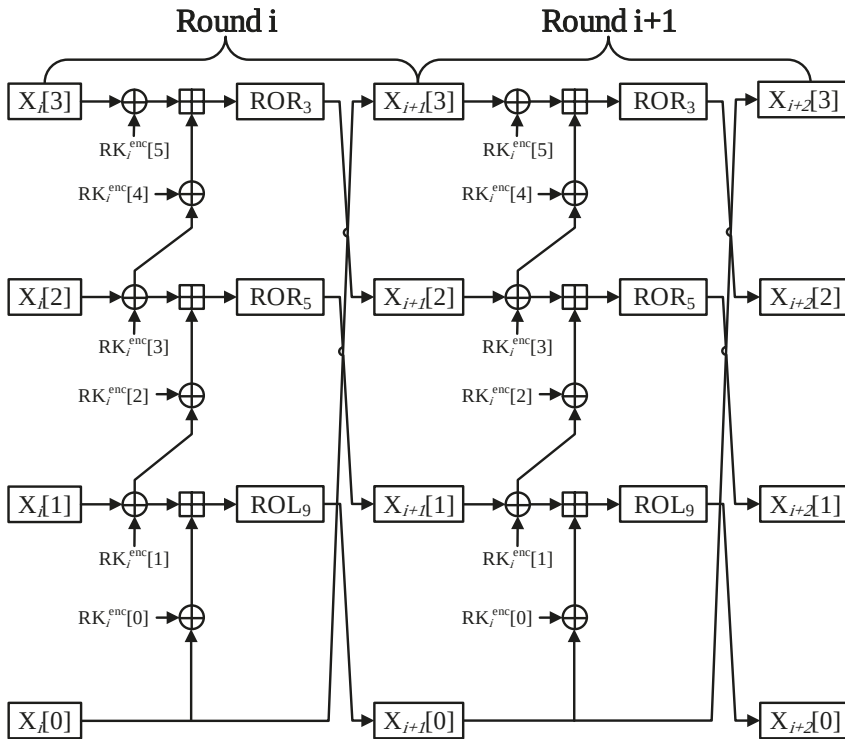 Round i Round i+1
X_i[3] ROR_3 X_{i+1}[3] ROR_3 X_{i+2}[3]
RK_i^{enc}[5] RK_i^{enc}[5]
RK_i^{enc}[4] RK_i^{enc}[4]
X_i[2] ROR_5 X_{i+1}[2] ROR_5 X_{i+2}[2]
RK_i^{enc}[3] RK_i^{enc}[3]
RK_i^{enc}[2] RK_i^{enc}[2]
X_i[1] ROL_9 X_{i+1}[1] ROL_9 X_{i+2}[1]
RK_i^{enc}[1] RK_i^{enc}[1]
RK_i^{enc}[0] RK_i^{enc}[0]
X_i[0] X_{i+1}[0] X_{i+2}[0]